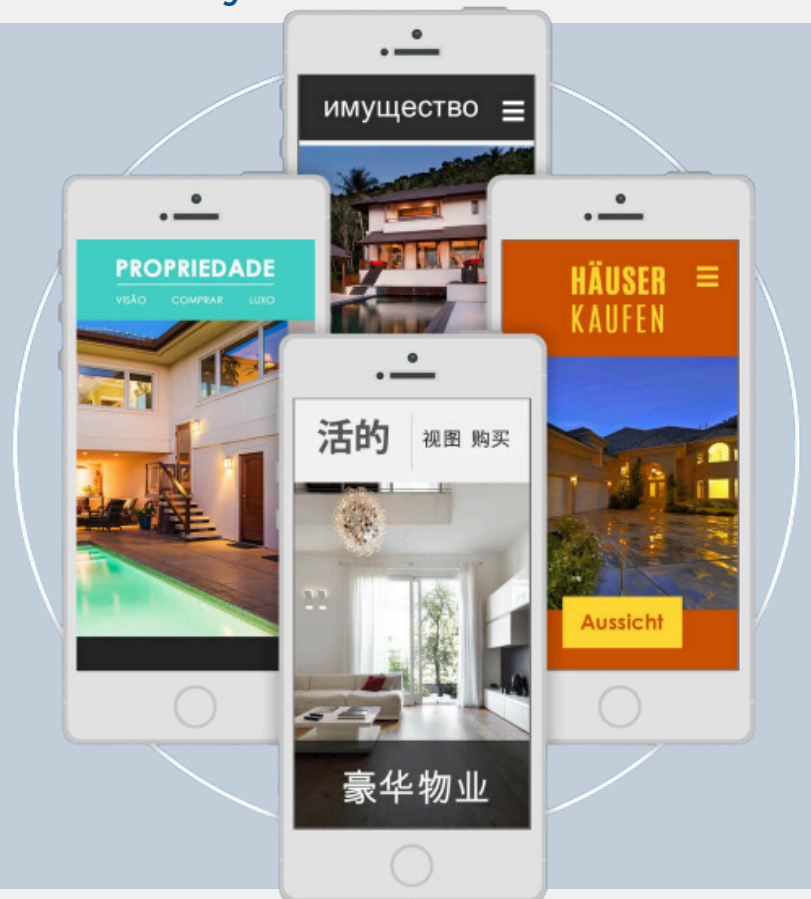 имущество
PROPRIEDADE
VISÃO COMPRAR LUXO
HÄUSER
KAUFEN
Aussicht
活的 视图 购买
豪华物业